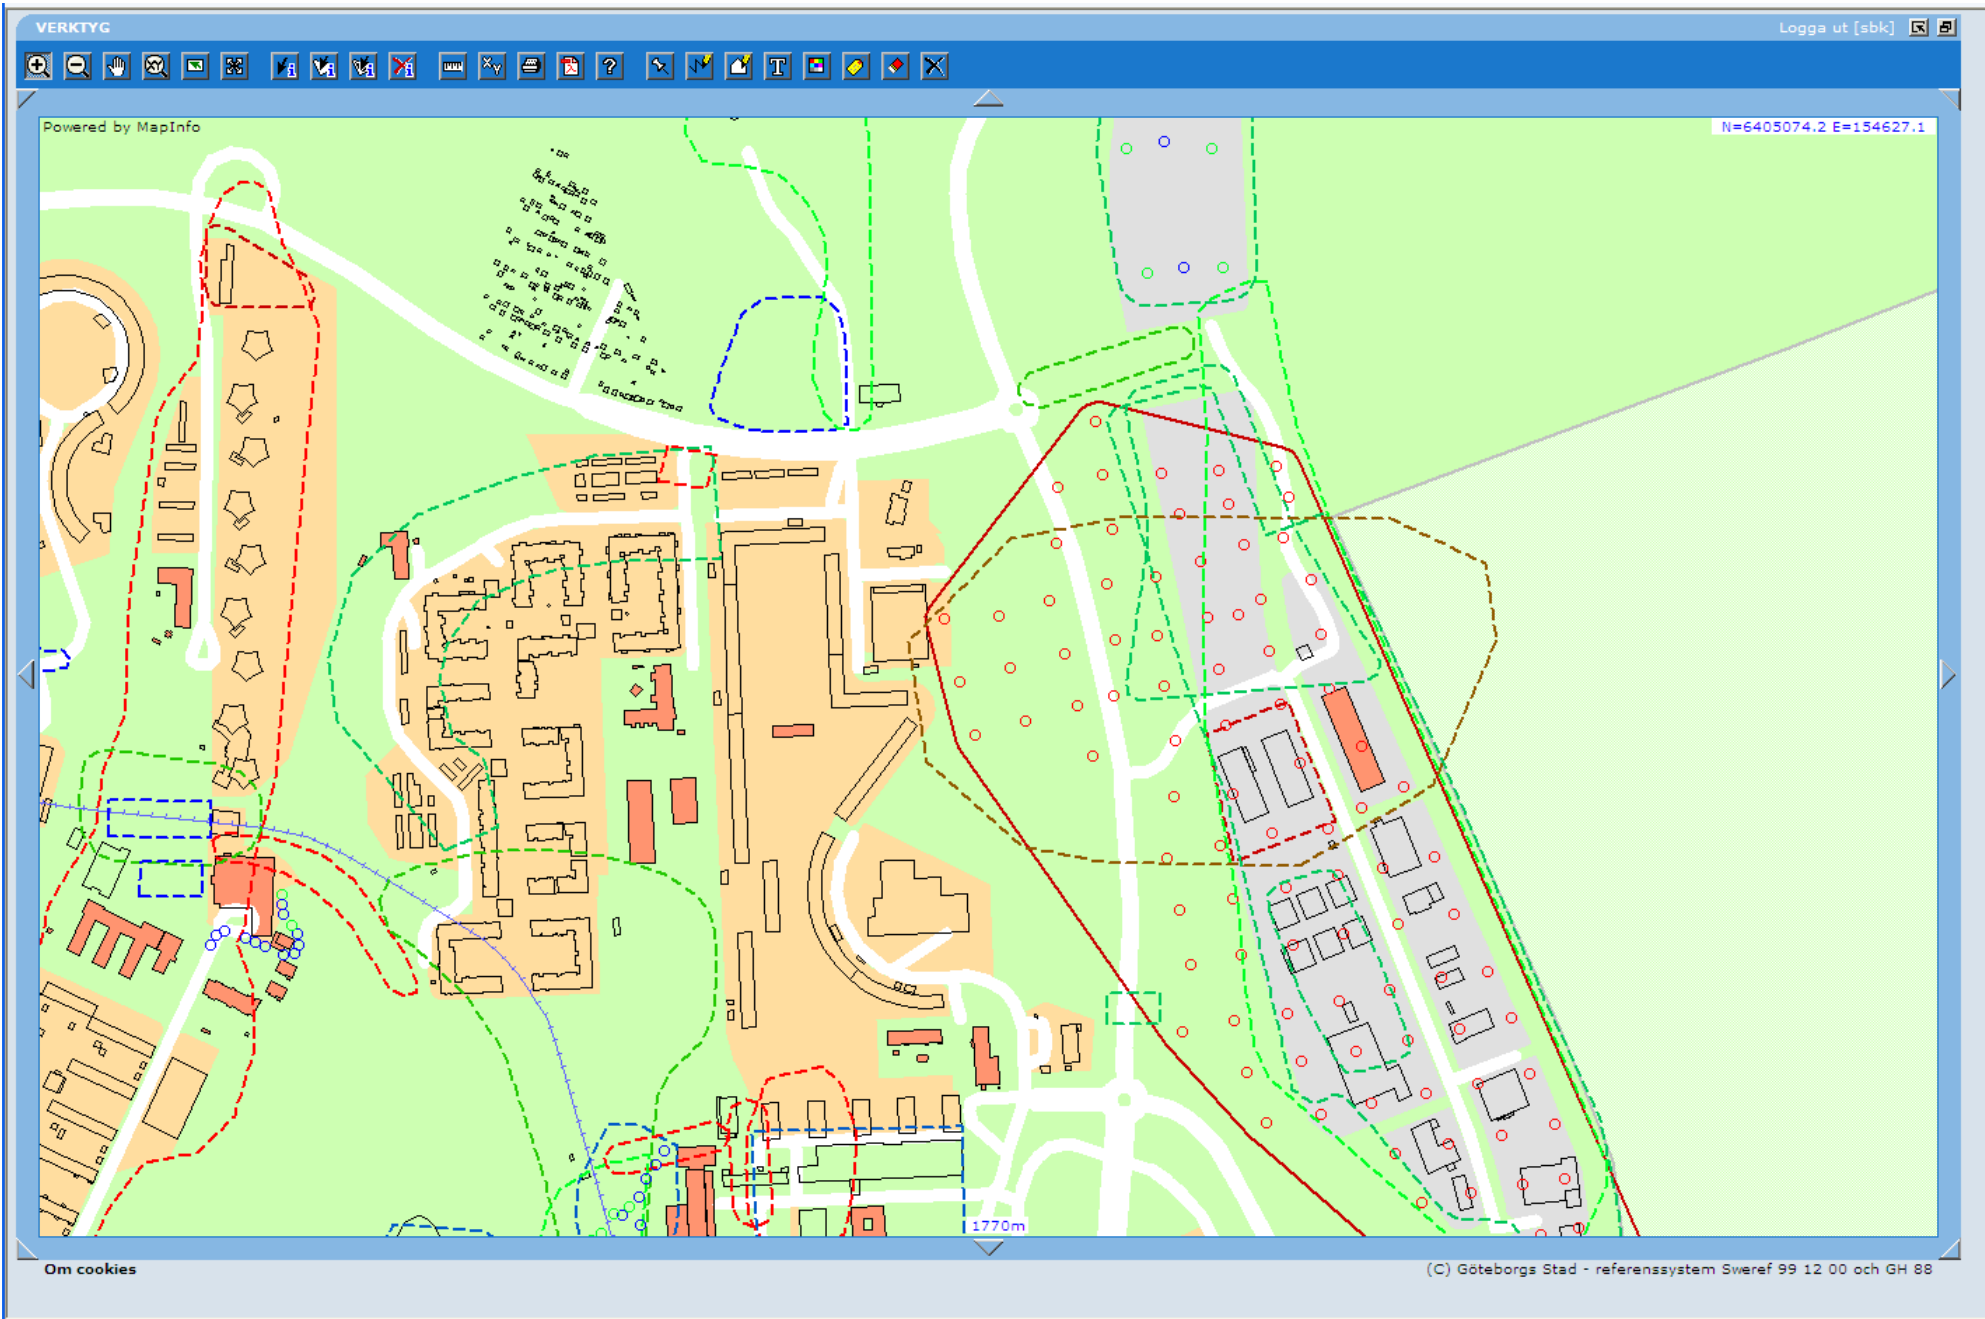 VERKTYG
Logga ut [sbk]
Powered by MapInfo
N=6405074.2 E=154627.1
1770m
Om cookies
(C) Göteborgs Stad - referenssystem Sweref 99 12 00 och GH 88